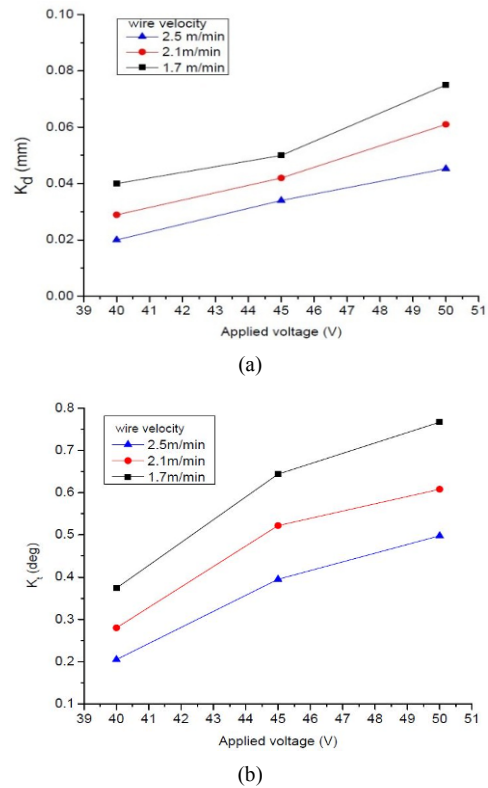 (a)
wire velocity
2.5 m/min
2.1m/min
1.7 m/min
K_d (mm)
0.10
0.08
0.06
0.04
0.02
0.00
39 40 41 42 43 44 45 46 47 48 49 50 51
Applied voltage (V)
(a)
wire velocity
2.5m/min
2.1m/min
1.7m/min
K_t (deg)
0.8
0.7
0.6
0.5
0.4
0.3
0.2
0.1
39 40 41 42 43 44 45 46 47 48 49 50 51
Applied voltage (V)
(b)